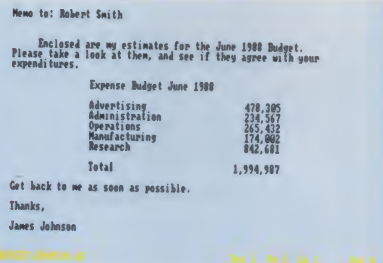 Memo to: Robert Smith
Enclosed are my estimates for the June 1988 Budget.
Please take a look at them, and see if they agree with your
expenditures.
Expense Budget June 1988
Advertising 478,305
Administration 234,567
Operations 265,432
Manufacturing 174,002
Research 842,681
Total 1,994,987
Get back to me as soon as possible.
Thanks,
James Johnson